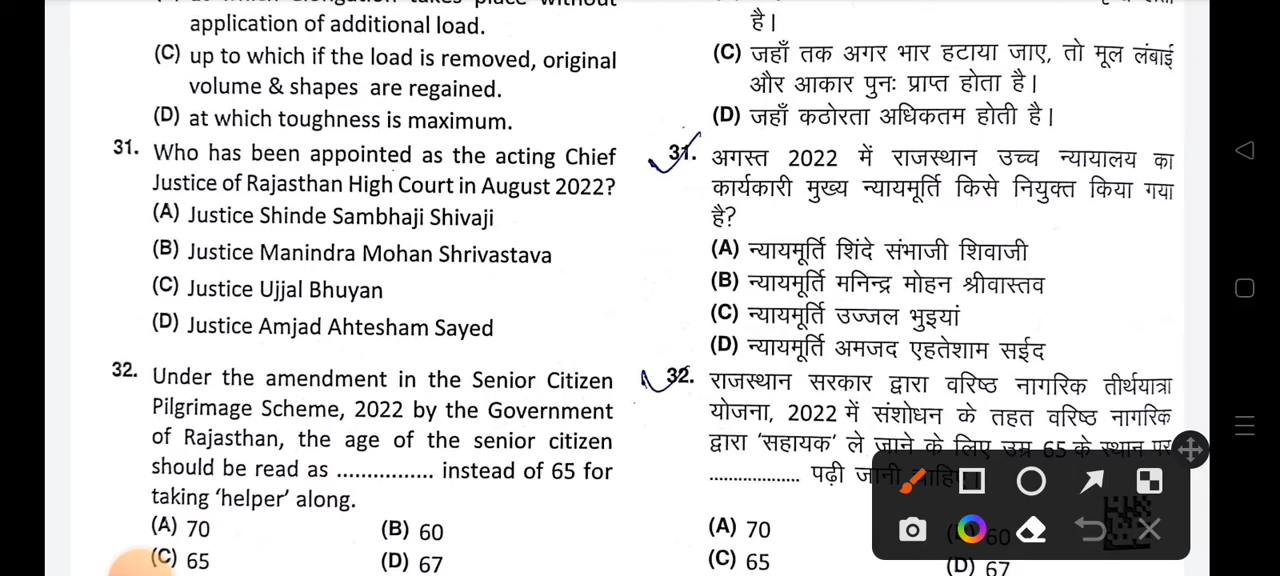 application of additional load.
(C) up to which if the load is removed, original
volume & shapes are regained.
(D) at which toughness is maximum.
31. Who has been appointed as the acting Chief
Justice of Rajasthan High Court in August 2022?
(A) Justice Shinde Sambhaji Shivaji
(B) Justice Manindra Mohan Shrivastava
(C) Justice Ujjal Bhuyan
(D) Justice Amjad Ahtesham Sayed
32. Under the amendment in the Senior Citizen
Pilgrimage Scheme, 2022 by the Government
of Rajasthan, the age of the senior citizen
should be read as ................ instead of 65 for
taking ‘helper’ along.
(A) 70 (B) 60
(C) 65 (D) 67
है।
(C) जहाँ तक अगर भार हटाया जाए, तो मूल लंबाई
और आकार पुनः प्राप्त होता है।
(D) जहाँ कठोरता अधिकतम होती है।
31. अगस्त 2022 में राजस्थान उच्च न्यायालय का
कार्यकारी मुख्य न्यायमूर्ति किसे नियुक्त किया गया
है?
(A) न्यायमूर्ति शिंदे संभाजी शिवाजी
(B) न्यायमूर्ति मनिन्द्र मोहन श्रीवास्तव
(C) न्यायमूर्ति उज्जल भुइयां
(D) न्यायमूर्ति अमजद एहतेशाम सईद
32. राजस्थान सरकार द्वारा वरिष्ठ नागरिक तीर्थयात्रा
योजना, 2022 में संशोधन के तहत वरिष्ठ नागरिक
द्वारा ‘सहायक’ ले जाने के लिए उम्र 65 के स्थान पर
................... पढ़ी जानी चाहिए।
(A) 70 (B) 60
(C) 65 (D) 67